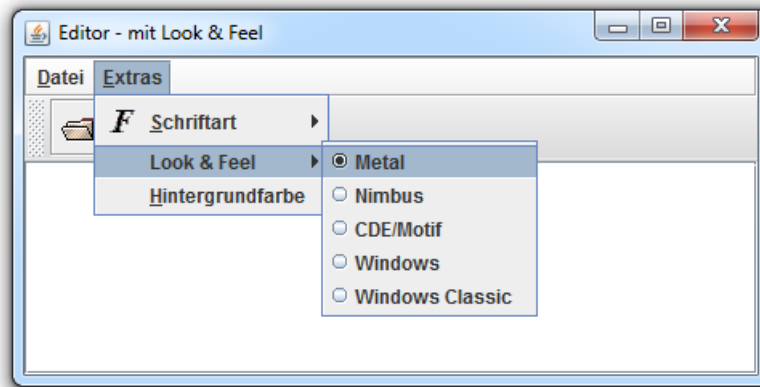 Editor - mit Look & Feel
Datei Extras
F Schriftart
Look & Feel
Hintergrundfarbe
Metal
Nimbus
CDE/Motif
Windows
Windows Classic